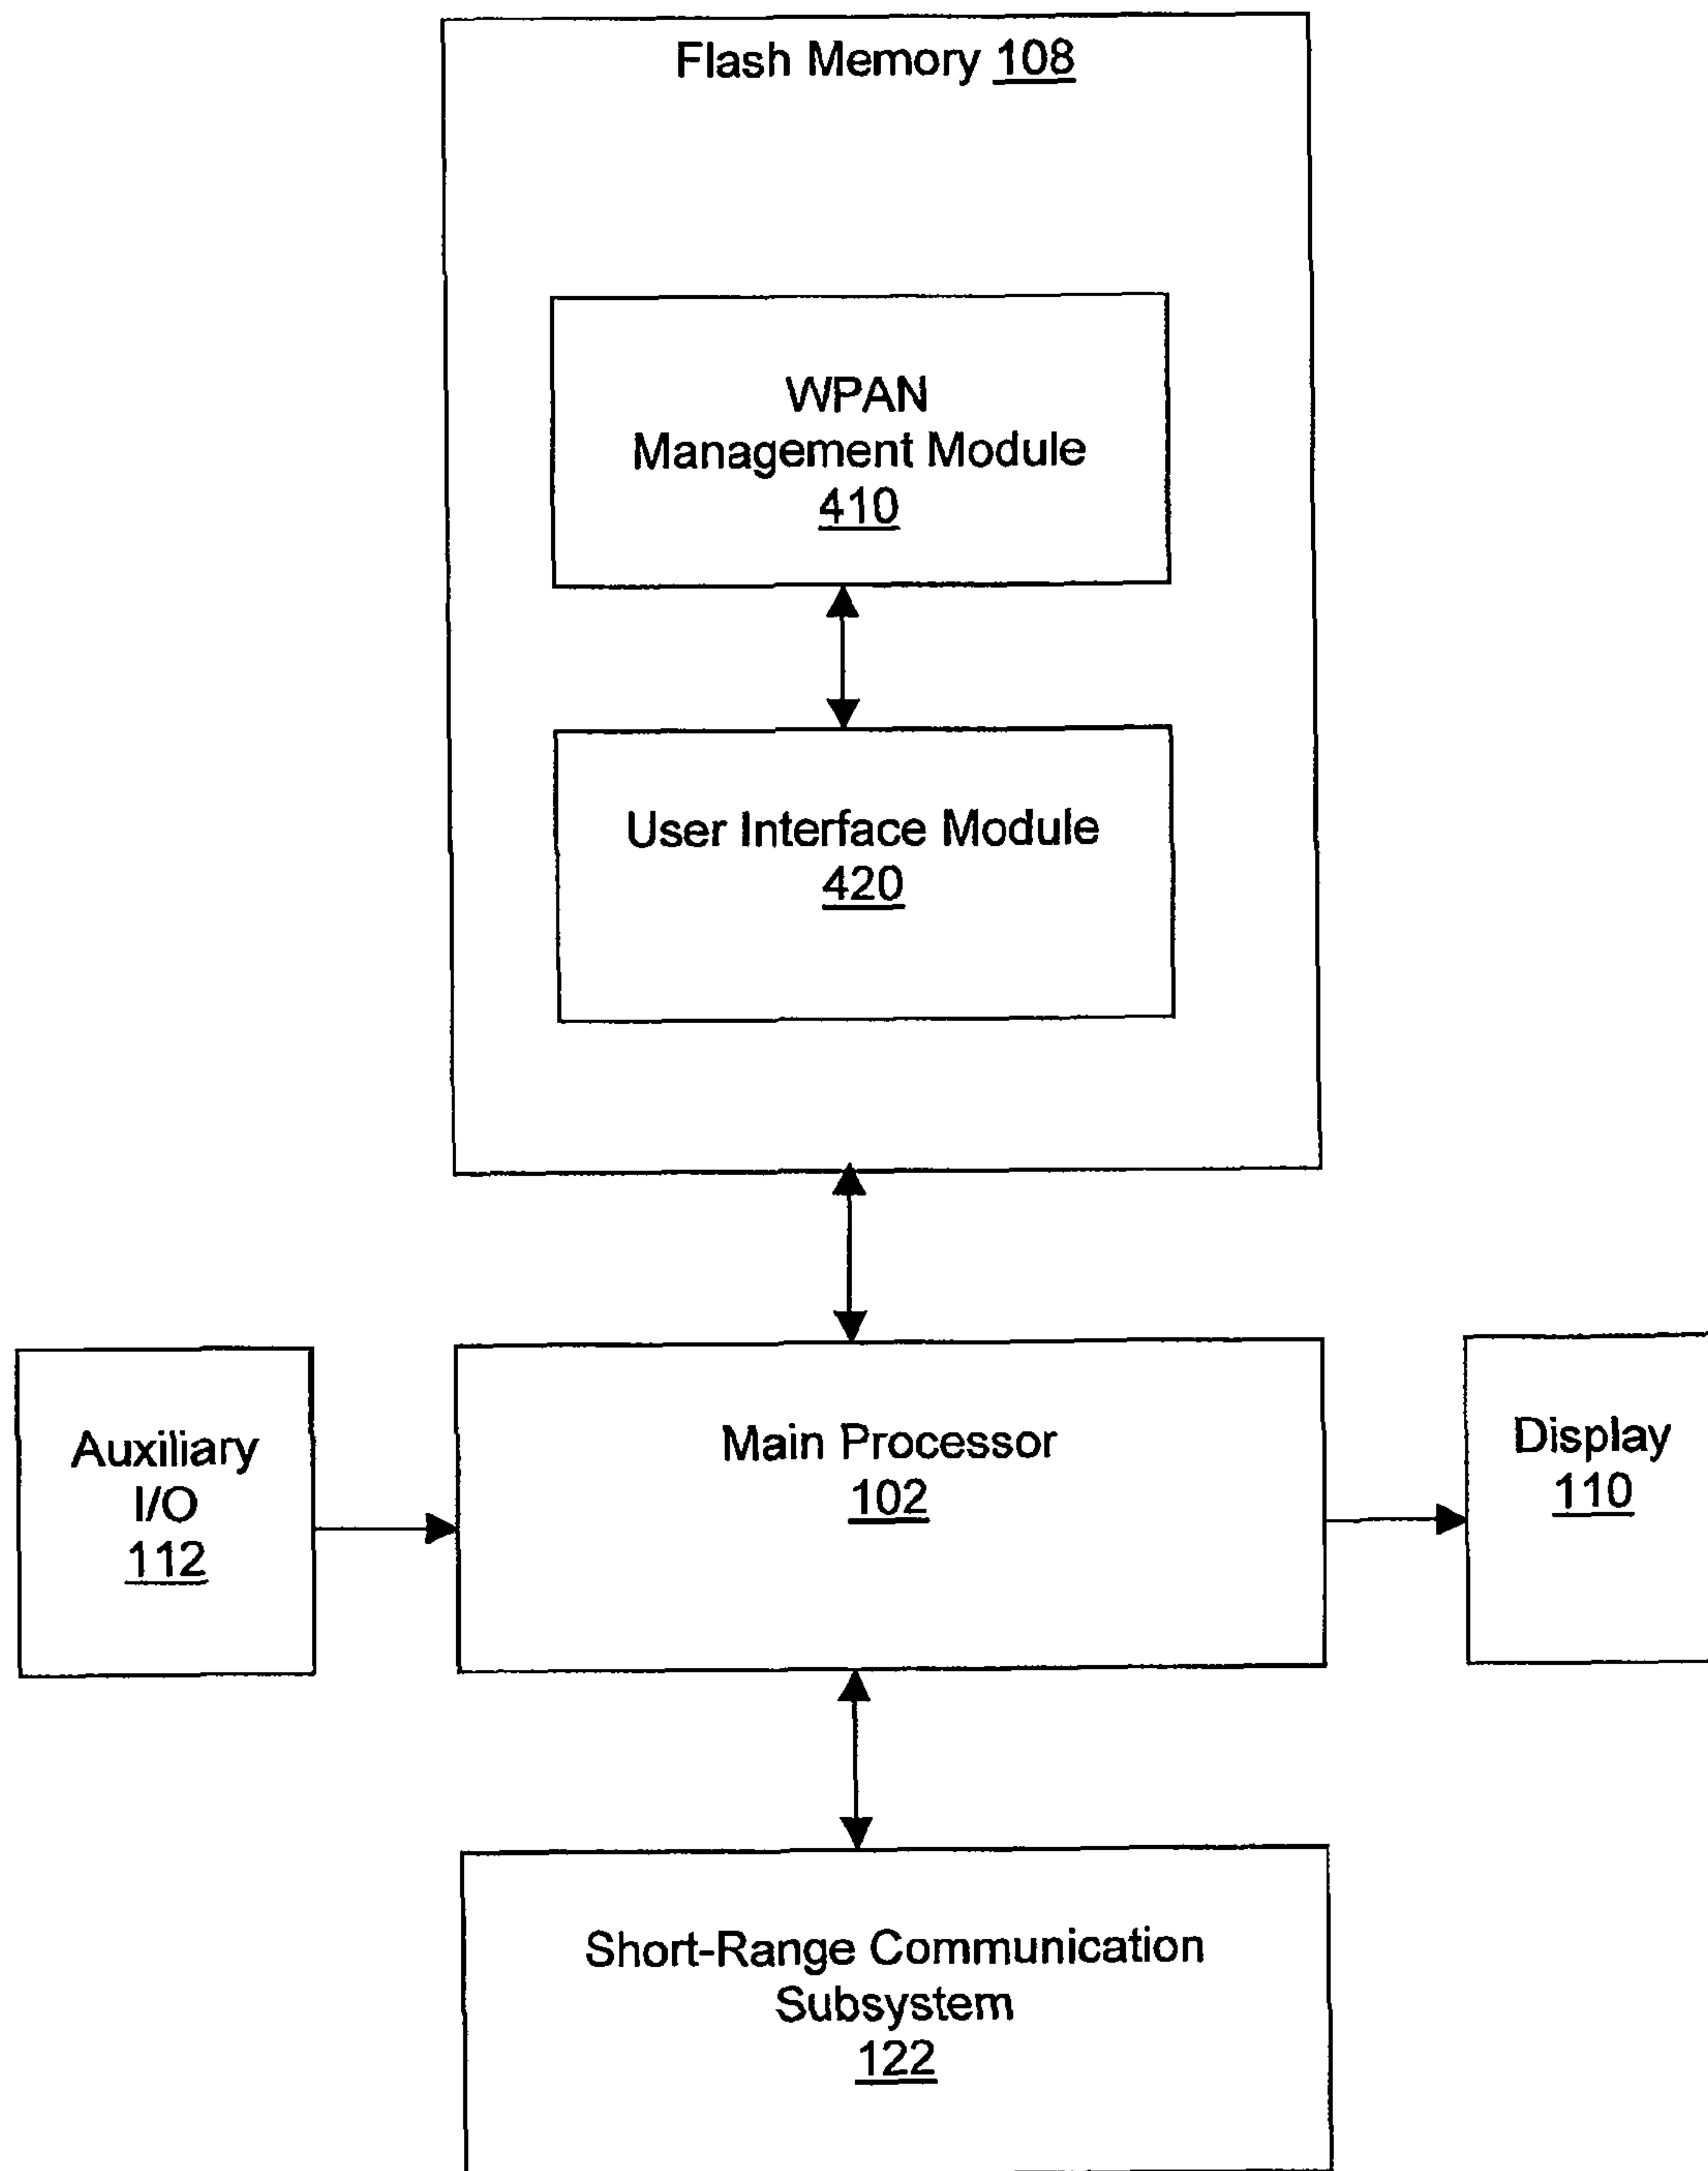 Flash Memory 108
WPAN
Management Module
410
User Interface Module
420
Auxiliary
I/O
112
Main Processor
102
Display
110
Short-Range Communication
Subsystem
122